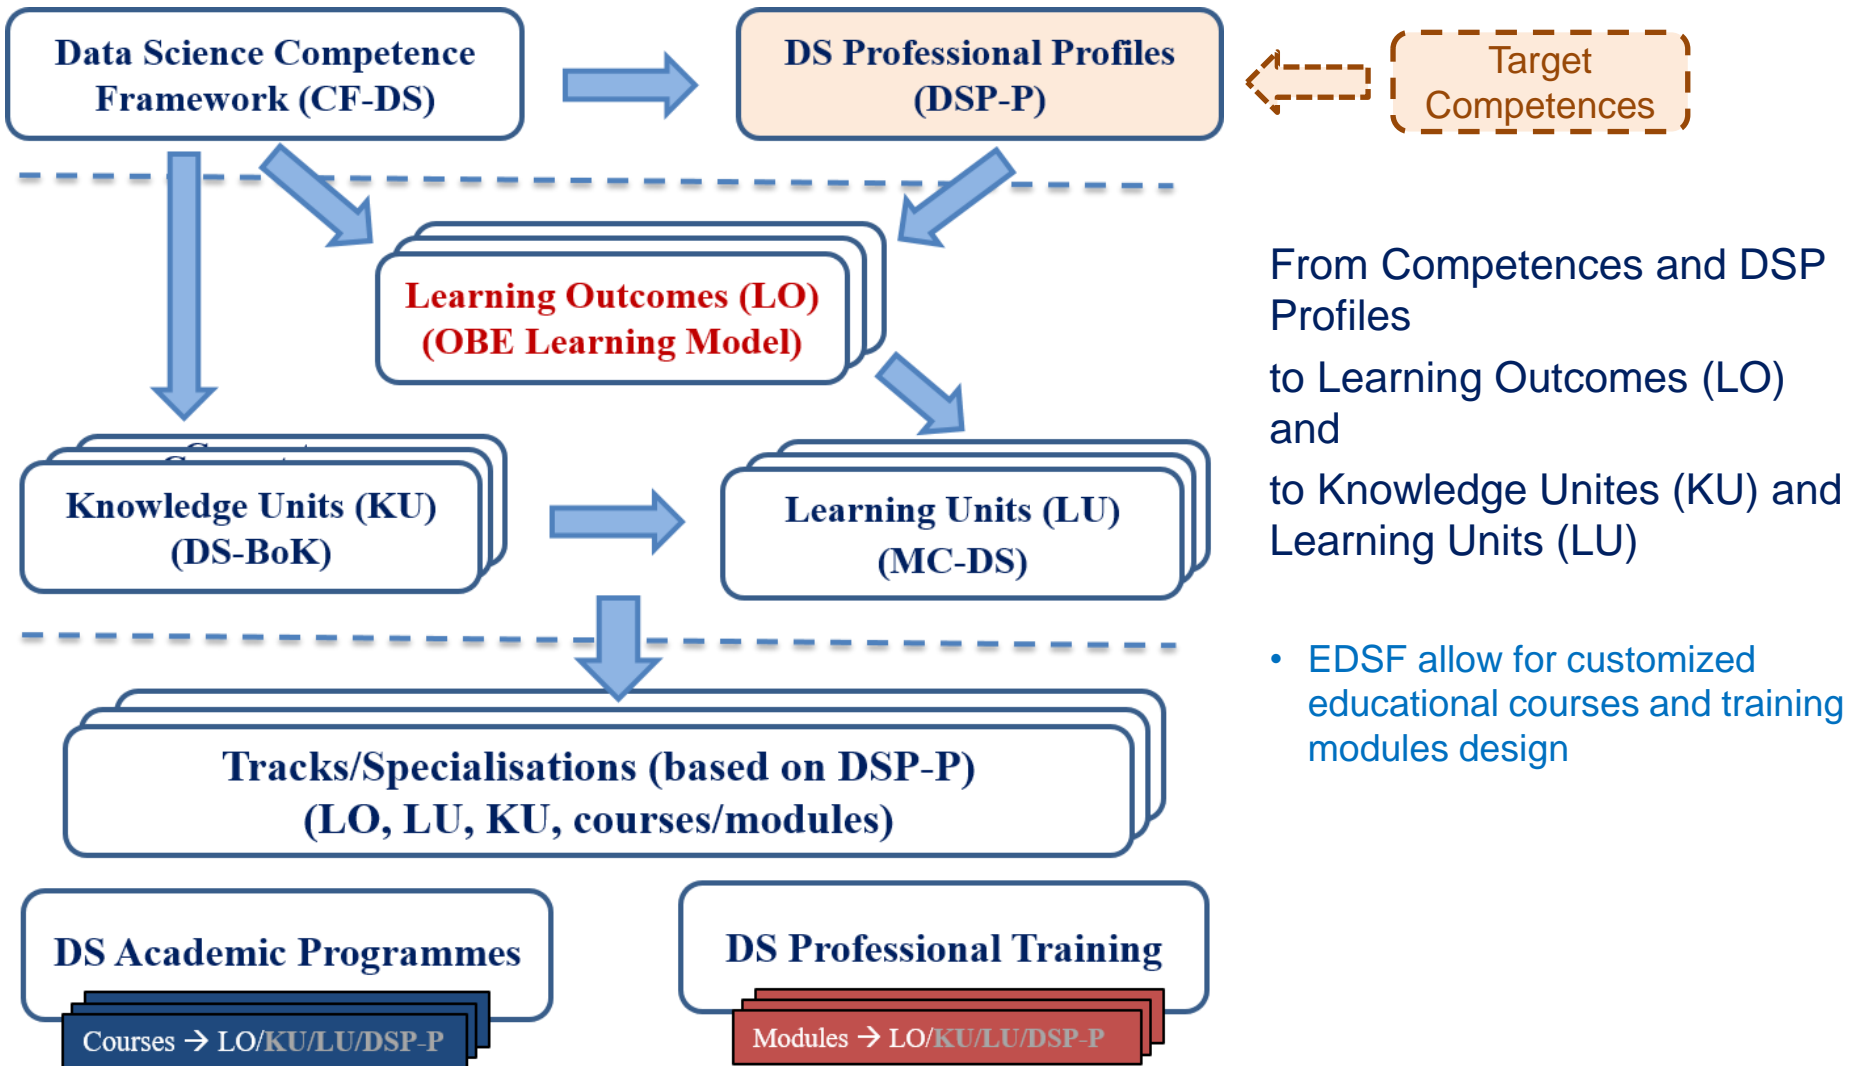 Data Science Competence
Framework (CF-DS)
DS Professional Profiles
(DSP-P)
Target
Competences
Learning Outcomes (LO)
(OBE Learning Model)
From Competences and DSP
Profiles
to Learning Outcomes (LO)
and
to Knowledge Unites (KU) and
Learning Units (LU)
Knowledge Units (KU)
(DS-BoK)
Learning Units (LU)
(MC-DS)
• EDSF allow for customized
educational courses and training
modules design
Tracks/Specialisations (based on DSP-P)
(LO, LU, KU, courses/modules)
DS Academic Programmes
Courses → LO/KU/LU/DSP-P
DS Professional Training
Modules → LO/KU/LU/DSP-P